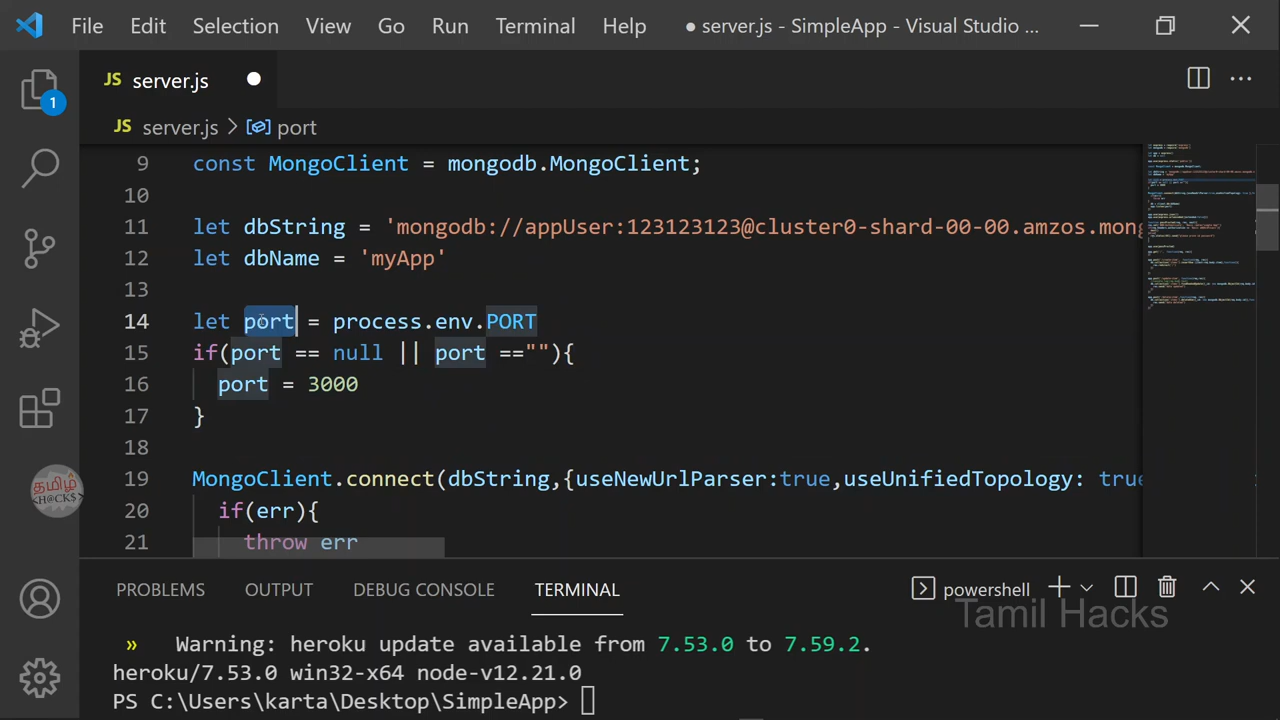 File Edit Selection View Go Run Terminal Help ● server.js - SimpleApp - Visual Studio ...
JS server.js ●
JS server.js > port
1
9 const MongoClient = mongodb.MongoClient;
10
11 let dbString = 'mongodb://appUser:123123123@cluster0-shard-00-00.amzos.mong
12 let dbName = 'myApp'
13
14 let port = process.env.PORT
15 if(port == null || port ==""){
16 port = 3000
17 }
18
19 MongoClient.connect(dbString,{useNewUrlParser:true,useUnifiedTopology: true
20 if(err){
21 throw err
தமிழ்
<H@CKS>
PROBLEMS OUTPUT DEBUG CONSOLE TERMINAL powershell
Tamil Hacks
» Warning: heroku update available from 7.53.0 to 7.59.2.
heroku/7.53.0 win32-x64 node-v12.21.0
PS C:\Users\karta\Desktop\SimpleApp>